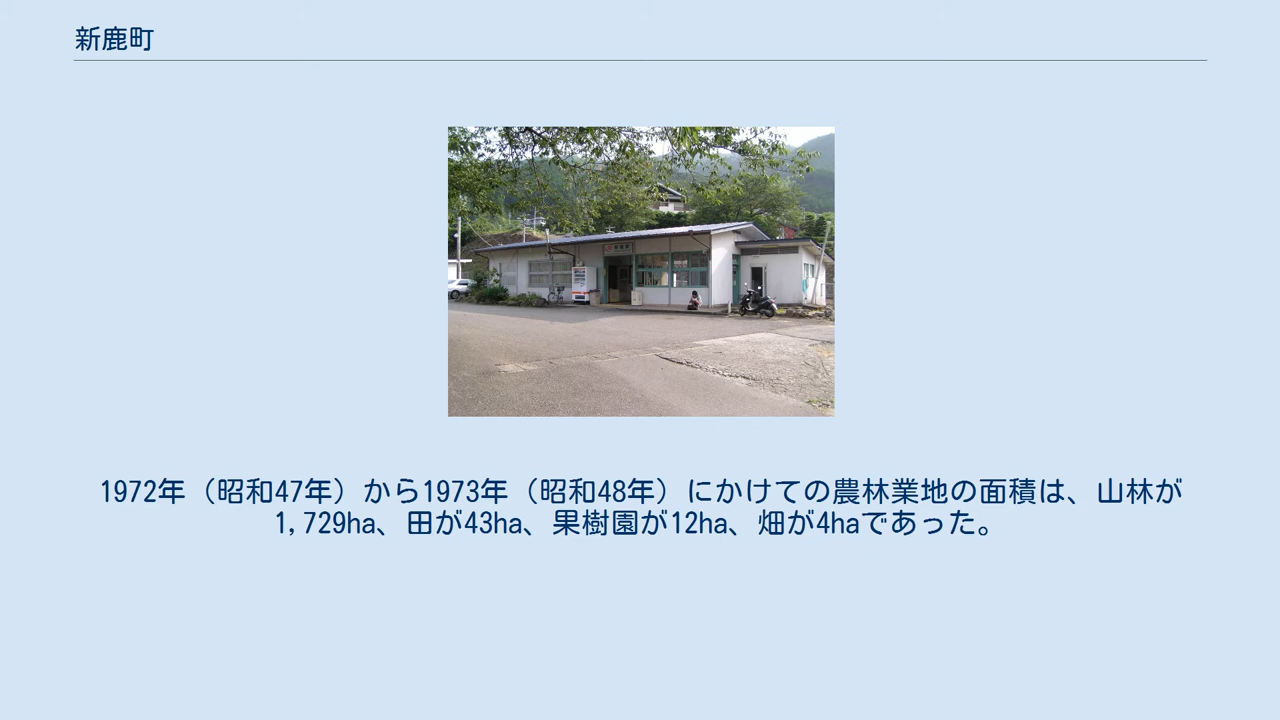 新鹿町
1972年（昭和47年）から1973年（昭和48年）にかけての農林業地の面積は、山林が
1,729ha、田が43ha、果樹園が12ha、畑が4haであった。